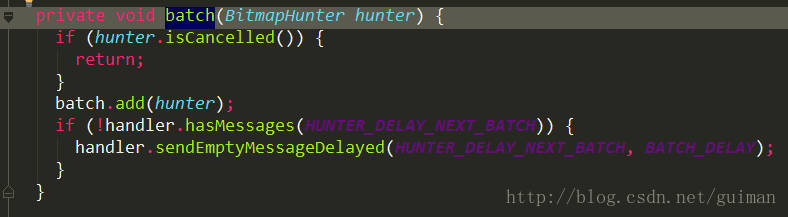 private void batch(BitmapHunter hunter) {
if (hunter.isCancelled()) {
return;
}
batch.add(hunter);
if (!handler.hasMessages(HUNTER_DELAY_NEXT_BATCH)) {
handler.sendEmptyMessageDelayed(HUNTER_DELAY_NEXT_BATCH, BATCH_DELAY);
}
}
http://blog.csdn.net/guiman